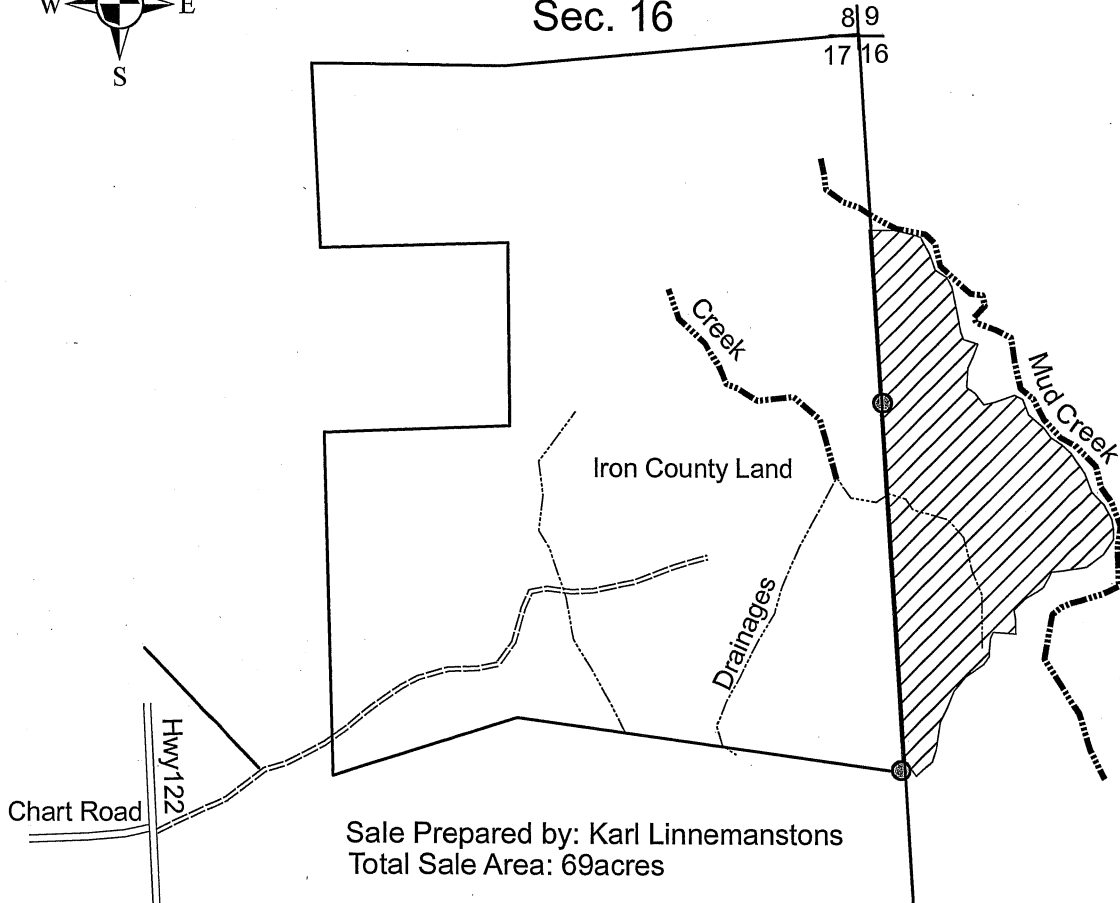 W E
S
Sec. 16
8 9
17 16
Creek
Mud Creek
Iron County Land
Drainages
Hwy122
Chart Road
Sale Prepared by: Karl Linnemanstons
Total Sale Area: 69acres